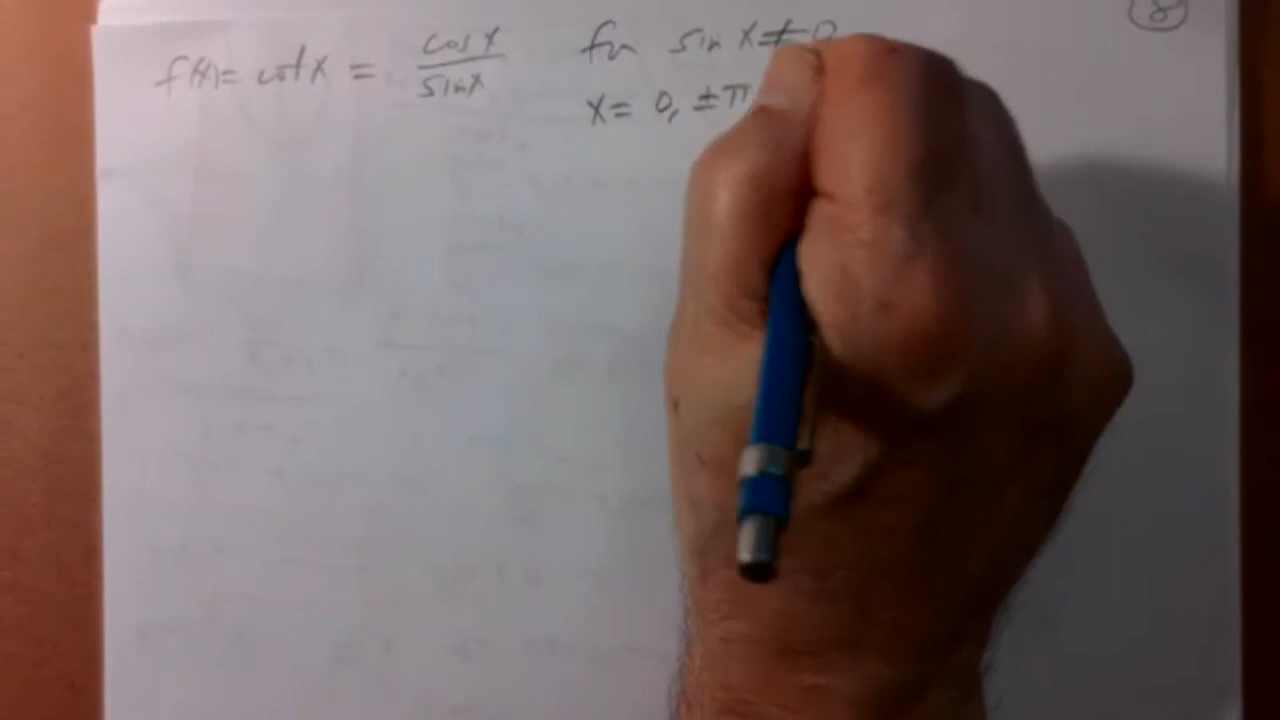 8
f(x) = cot x = cos x / sin x for sin x ≠ 0
x = 0, ±π